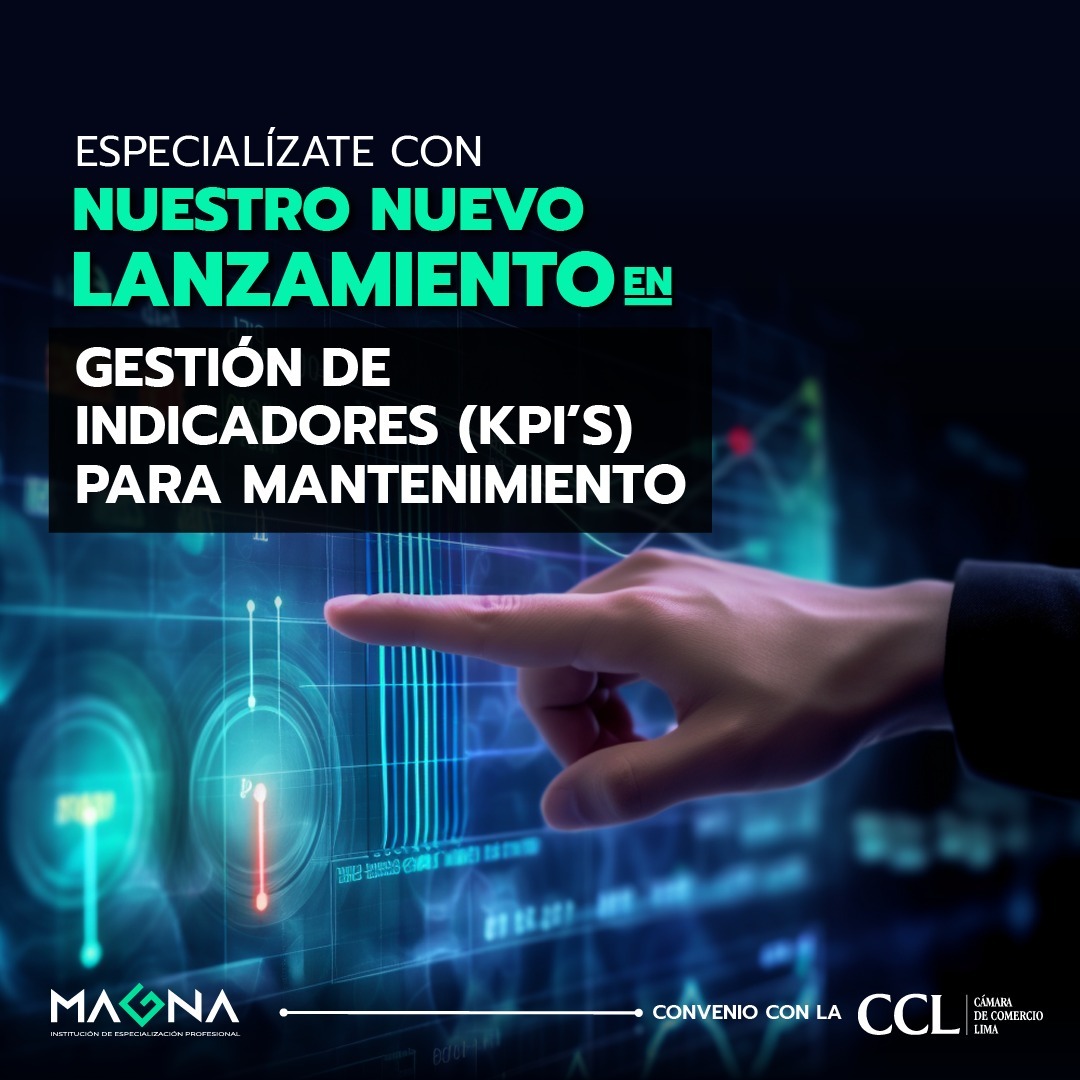 ESPECIALÍZATE CON
NUESTRO NUEVO
LANZAMIENTO EN
GESTIÓN DE
INDICADORES (KPI´S)
PARA MANTENIMIENTO
MAGNA
INSTITUCIÓN DE ESPECIALIZACIÓN PROFESIONAL
CONVENIO CON LA
CCL
CÁMARA
DE COMERCIO
LIMA